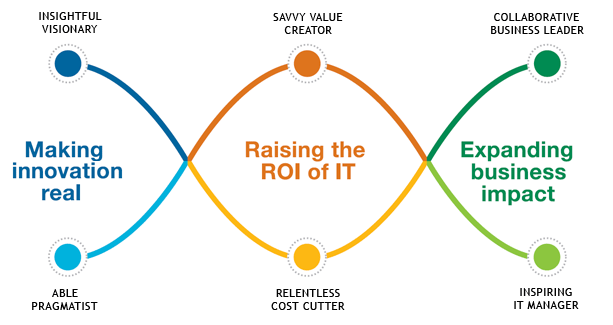 INSIGHTFUL
VISIONARY
SAVVY VALUE
CREATOR
COLLABORATIVE
BUSINESS LEADER
Making
innovation
real
Raising the
ROI of IT
Expanding
business
impact
ABLE
PRAGMATIST
RELENTLESS
COST CUTTER
INSPIRING
IT MANAGER